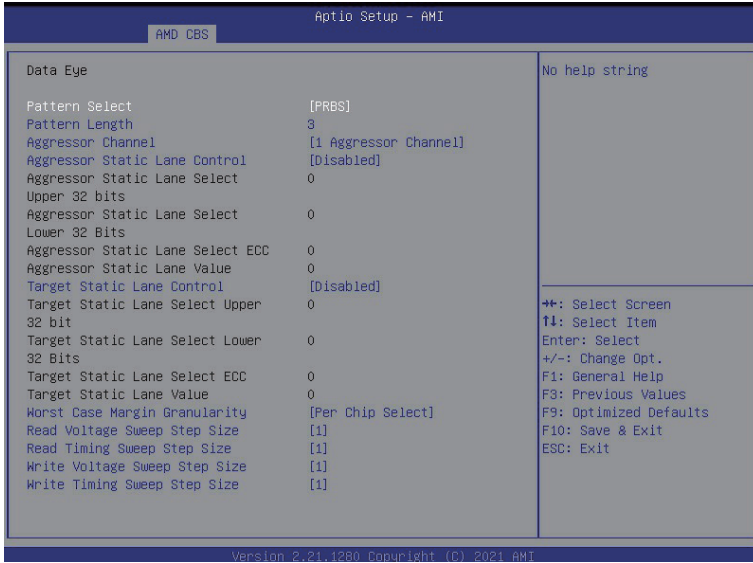 Aptio Setup - AMI
AMD CBS
Data Eye
No help string
Pattern Select [PRBS]
Pattern Length 3
Aggressor Channel [1 Aggressor Channel]
Aggressor Static Lane Control [Disabled]
Aggressor Static Lane Select 0
Upper 32 bits
Aggressor Static Lane Select 0
Lower 32 Bits
Aggressor Static Lane Select ECC 0
Aggressor Static Lane Value 0
Target Static Lane Control [Disabled]
Target Static Lane Select Upper 0
32 bit
Target Static Lane Select Lower 0
32 Bits
Target Static Lane Select ECC 0
Target Static Lane Value 0
Worst Case Margin Granularity [Per Chip Select]
Read Voltage Sweep Step Size [1]
Read Timing Sweep Step Size [1]
Write Voltage Sweep Step Size [1]
Write Timing Sweep Step Size [1]
→←: Select Screen
↑↓: Select Item
Enter: Select
+/-: Change Opt.
F1: General Help
F3: Previous Values
F9: Optimized Defaults
F10: Save & Exit
ESC: Exit
Version 2.21.1280 Copyright (C) 2021 AMI